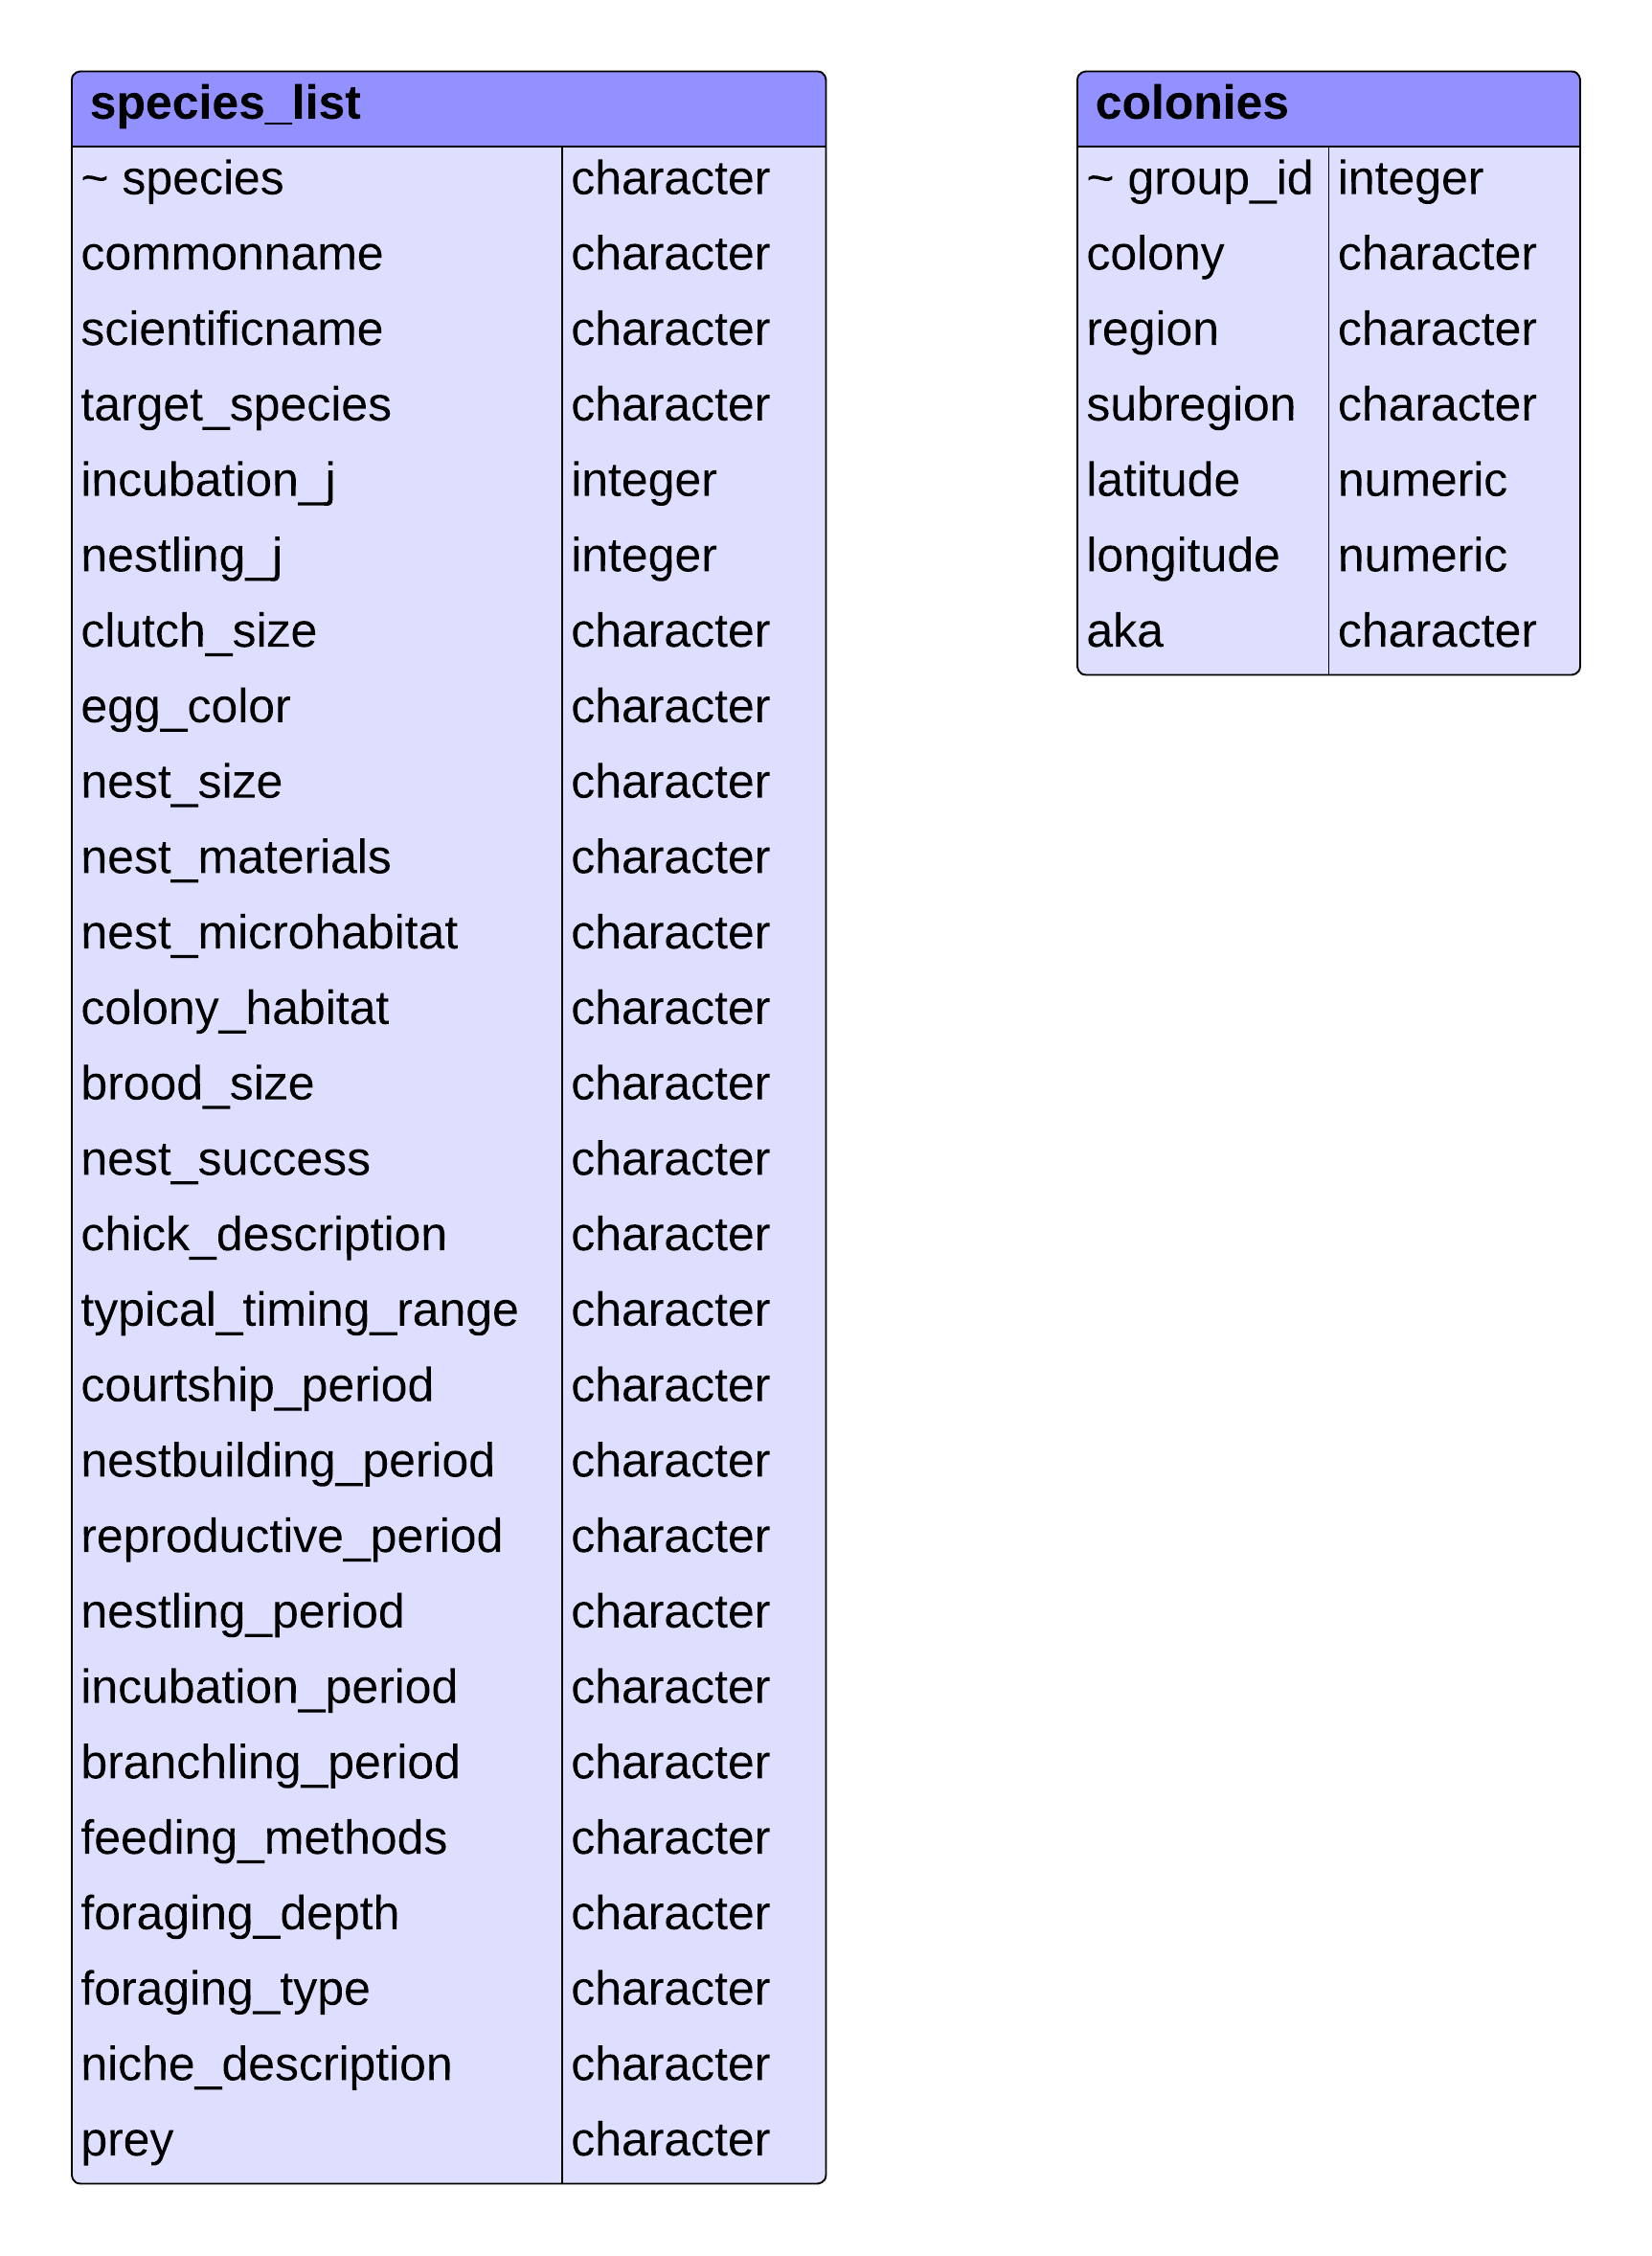 species_list
~ species character
commonname character
scientificname character
target_species character
incubation_j integer
nestling_j integer
clutch_size character
egg_color character
nest_size character
nest_materials character
nest_microhabitat character
colony_habitat character
brood_size character
nest_success character
chick_description character
typical_timing_range character
courtship_period character
nestbuilding_period character
reproductive_period character
nestling_period character
incubation_period character
branchling_period character
feeding_methods character
foraging_depth character
foraging_type character
niche_description character
prey character
colonies
~ group_id integer
colony character
region character
subregion character
latitude numeric
longitude numeric
aka character